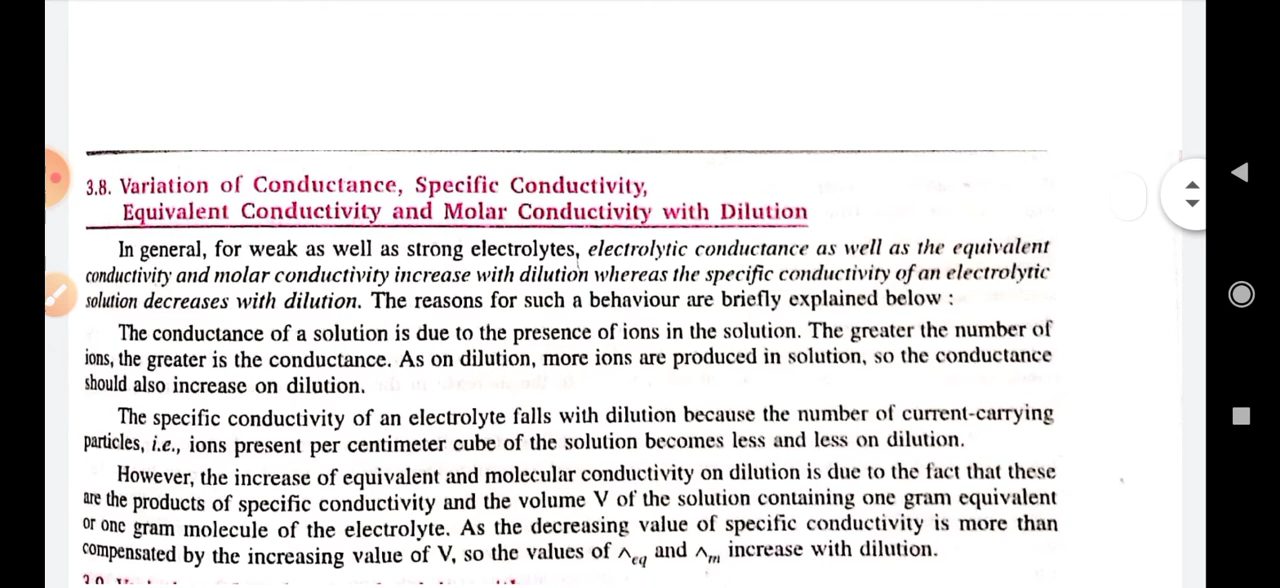 3.8. Variation of Conductance, Specific Conductivity,
Equivalent Conductivity and Molar Conductivity with Dilution
In general, for weak as well as strong electrolytes, electrolytic conductance as well as the equivalent
conductivity and molar conductivity increase with dilution whereas the specific conductivity of an electrolytic
solution decreases with dilution. The reasons for such a behaviour are briefly explained below :
The conductance of a solution is due to the presence of ions in the solution. The greater the number of
ions, the greater is the conductance. As on dilution, more ions are produced in solution, so the conductance
should also increase on dilution.
The specific conductivity of an electrolyte falls with dilution because the number of current-carrying
particles, i.e., ions present per centimeter cube of the solution becomes less and less on dilution.
However, the increase of equivalent and molecular conductivity on dilution is due to the fact that these
are the products of specific conductivity and the volume V of the solution containing one gram equivalent
or one gram molecule of the electrolyte. As the decreasing value of specific conductivity is more than
compensated by the increasing value of V, so the values of ^eq and ^m increase with dilution.